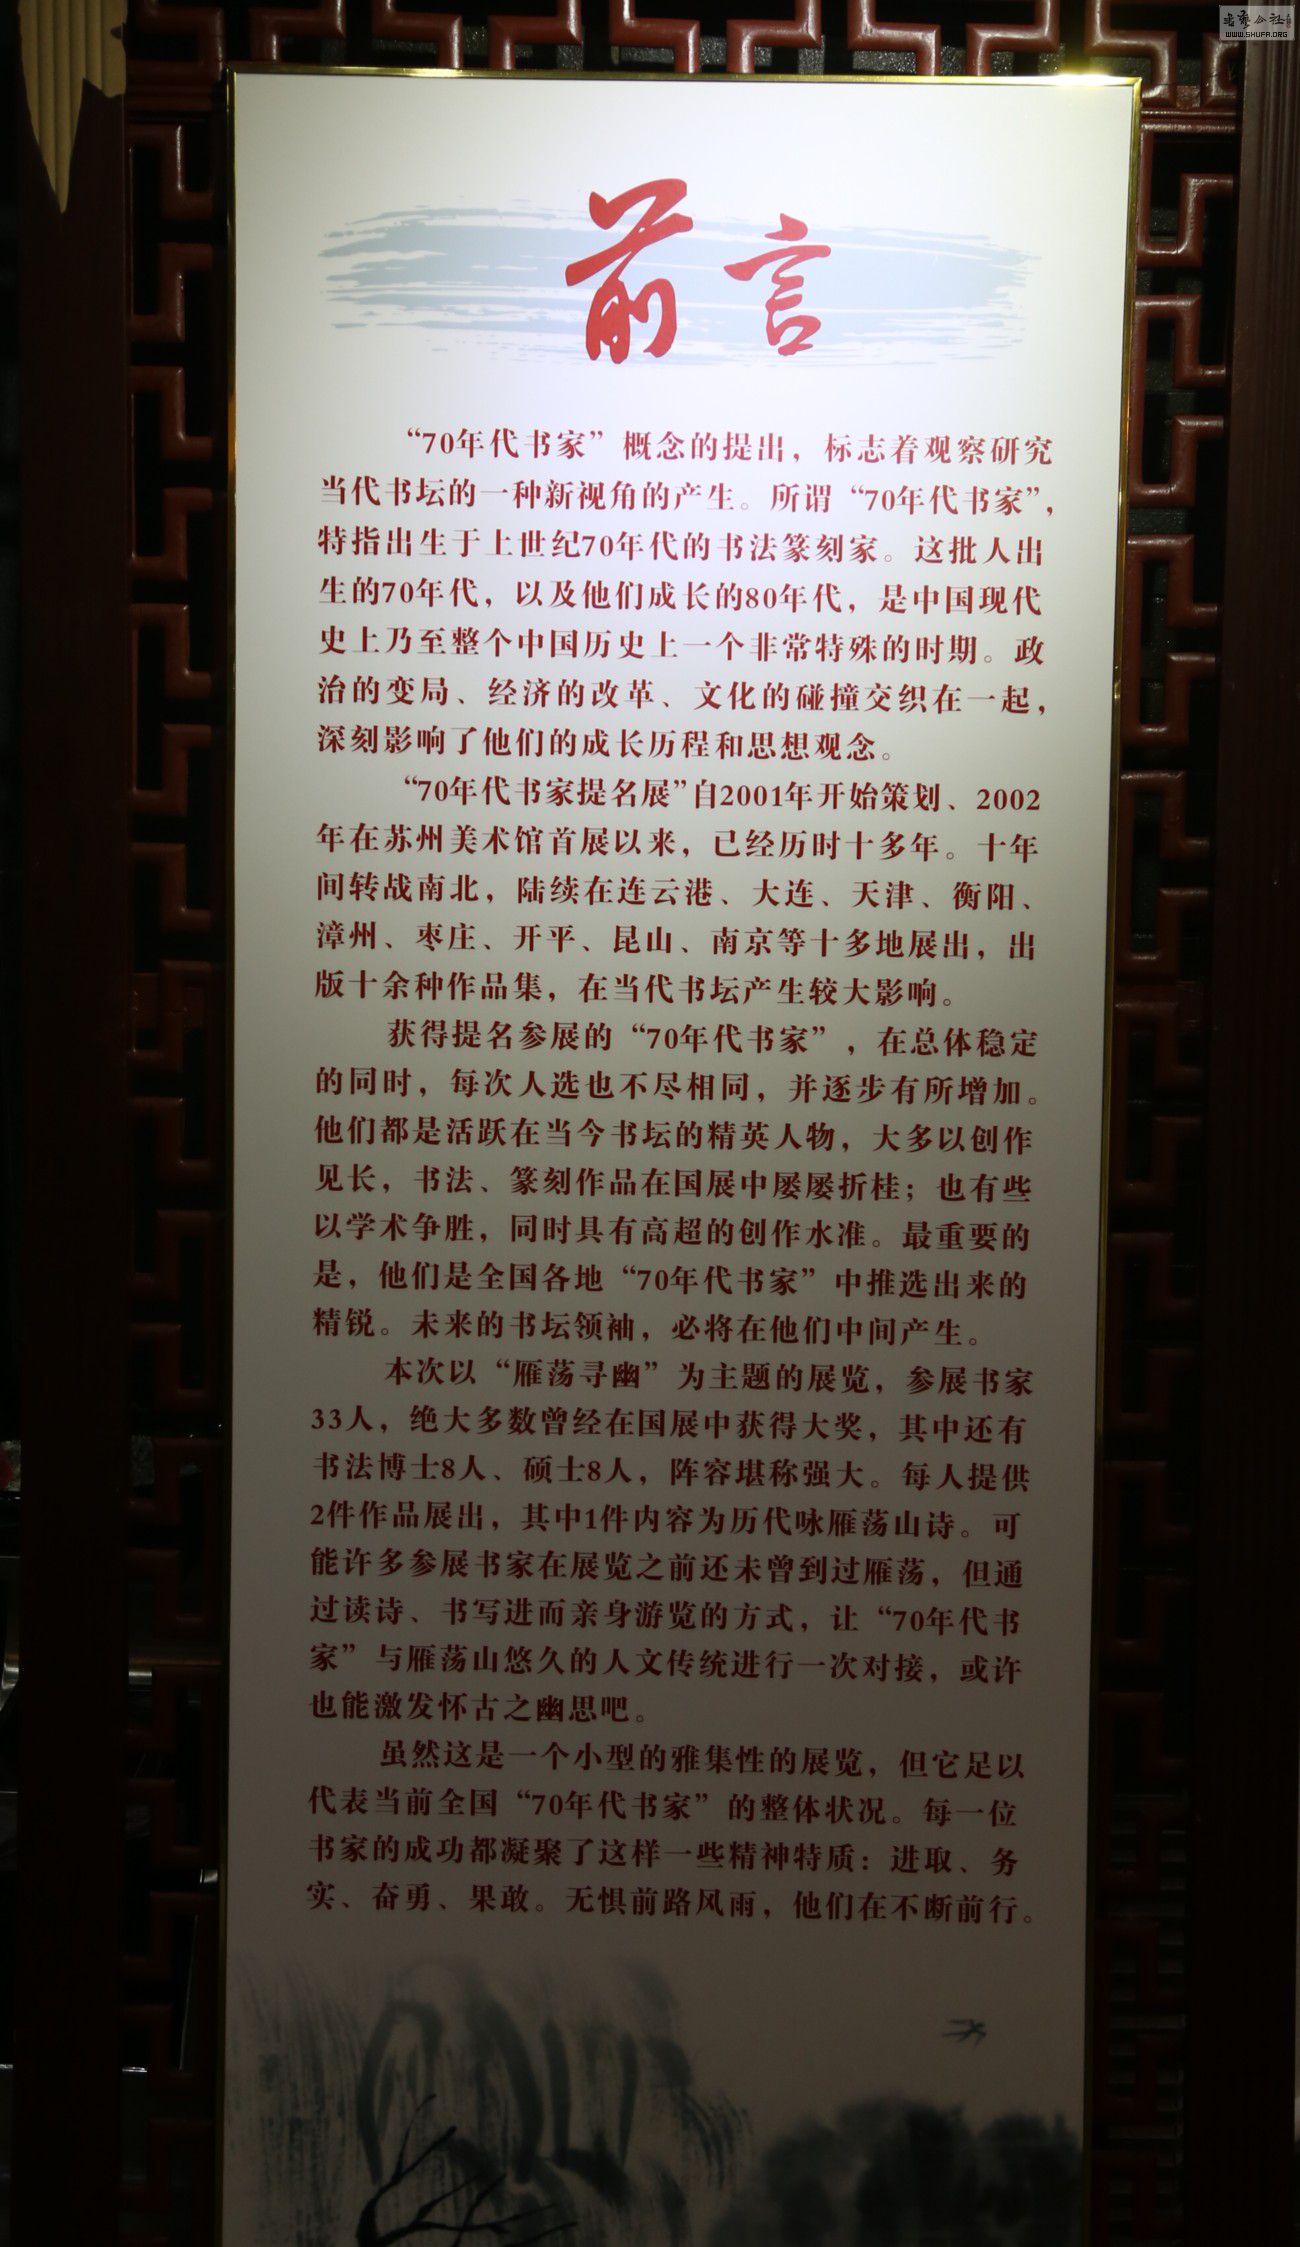 书艺公社
WWW.SHUFA.ORG
前言
“70年代书家”概念的提出，标志着观察研究
当代书坛的一种新视角的产生。所谓“70年代书家”，
特指出生于上世纪70年代的书法篆刻家。这批人出
生的70年代，以及他们成长的80年代，是中国现代
史上乃至整个中国历史上一个非常特殊的时期。政
治的变局、经济的改革、文化的碰撞交织在一起，
深刻影响了他们的成长历程和思想观念。
“70年代书家提名展”自2001年开始策划、2002
年在苏州美术馆首展以来，已经历时十多年。十年
间转战南北，陆续在连云港、大连、天津、衡阳、
漳州、枣庄、开平、昆山、南京等十多地展出，出
版十余种作品集，在当代书坛产生较大影响。
获得提名参展的“70年代书家”，在总体稳定
的同时，每次人选也不尽相同，并逐步有所增加。
他们都是活跃在当今书坛的精英人物，大多以创作
见长，书法、篆刻作品在国展中屡屡折桂；也有些
以学术争胜，同时具有高超的创作水准。最重要的
是，他们是全国各地“70年代书家”中推选出来的
精锐。未来的书坛领袖，必将在他们中间产生。
本次以“雁荡寻幽”为主题的展览，参展书家
33人，绝大多数曾经在国展中获得大奖，其中还有
书法博士8人、硕士8人，阵容堪称强大。每人提供
2件作品展出，其中1件内容为历代咏雁荡山诗。可
能许多参展书家在展览之前还未曾到过雁荡，但通
过读诗、书写进而亲身游览的方式，让“70年代书
家”与雁荡山悠久的人文传统进行一次对接，或许
也能激发怀古之幽思吧。
虽然这是一个小型的雅集性的展览，但它足以
代表当前全国“70年代书家”的整体状况。每一位
书家的成功都凝聚了这样一些精神特质：进取、务
实、奋勇、果敢。无惧前路风雨，他们在不断前行。